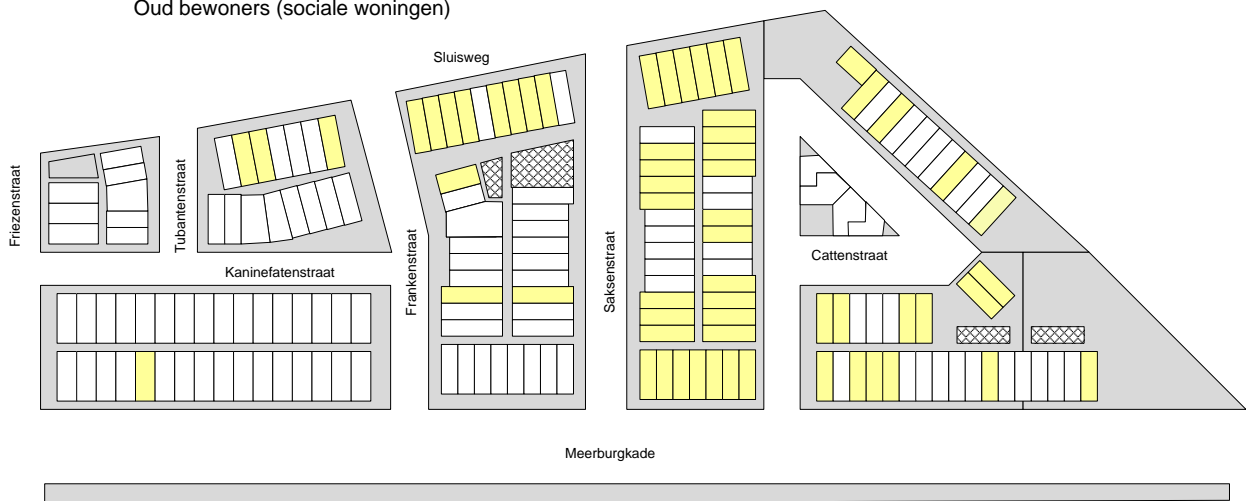 Oud bewoners (sociale woningen)
Sluisweg
Friezenstraat
Tubantenstraat
Kaninefatenstraat
Frankenstraat
Saksenstraat
Cattenstraat
Meerburgkade